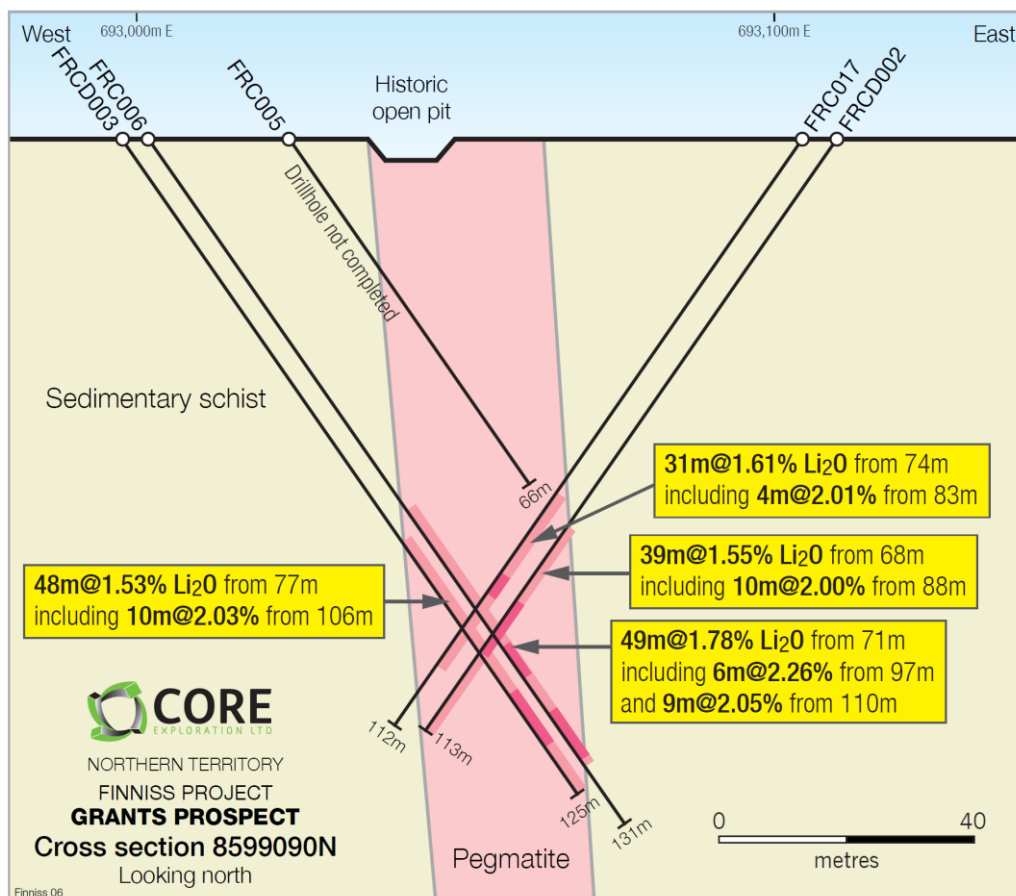 West
693,000m E
693,100m E
East
FRCD003
FRC006
FRC005
Historic
open pit
FRC017
FRCD002
Drillhole not completed
Sedimentary schist
66m
31m@1.61% Li₂O from 74m
including 4m@2.01% from 83m
39m@1.55% Li₂O from 68m
including 10m@2.00% from 88m
48m@1.53% Li₂O from 77m
including 10m@2.03% from 106m
49m@1.78% Li₂O from 71m
including 6m@2.26% from 97m
and 9m@2.05% from 110m
112m
113m
125m
131m
CORE
EXPLORATION LTD
NORTHERN TERRITORY
FINNISS PROJECT
GRANTS PROSPECT
Cross section 8599090N
Looking north
Pegmatite
0
40
metres
Finniss 06